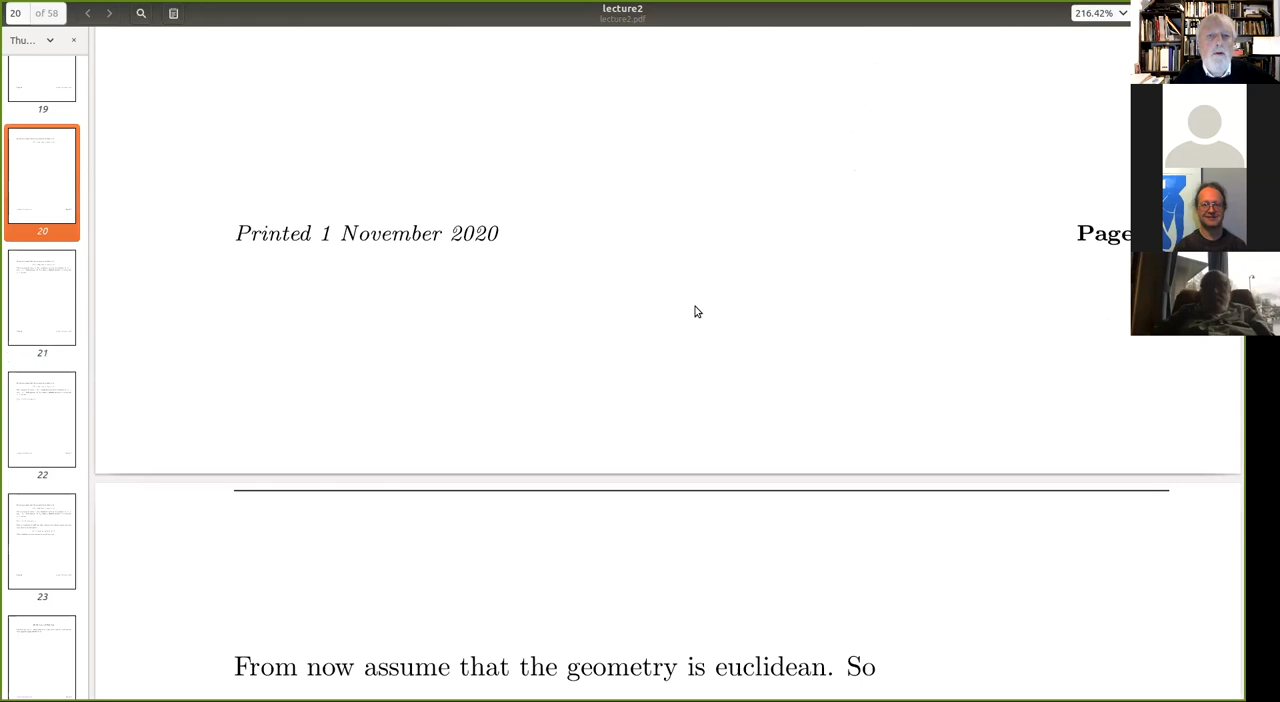 20 of 58
lecture2
lecture2.pdf
216.42%
Thu...
19
20
21
22
23
Printed 1 November 2020
Page
From now assume that the geometry is euclidean. So